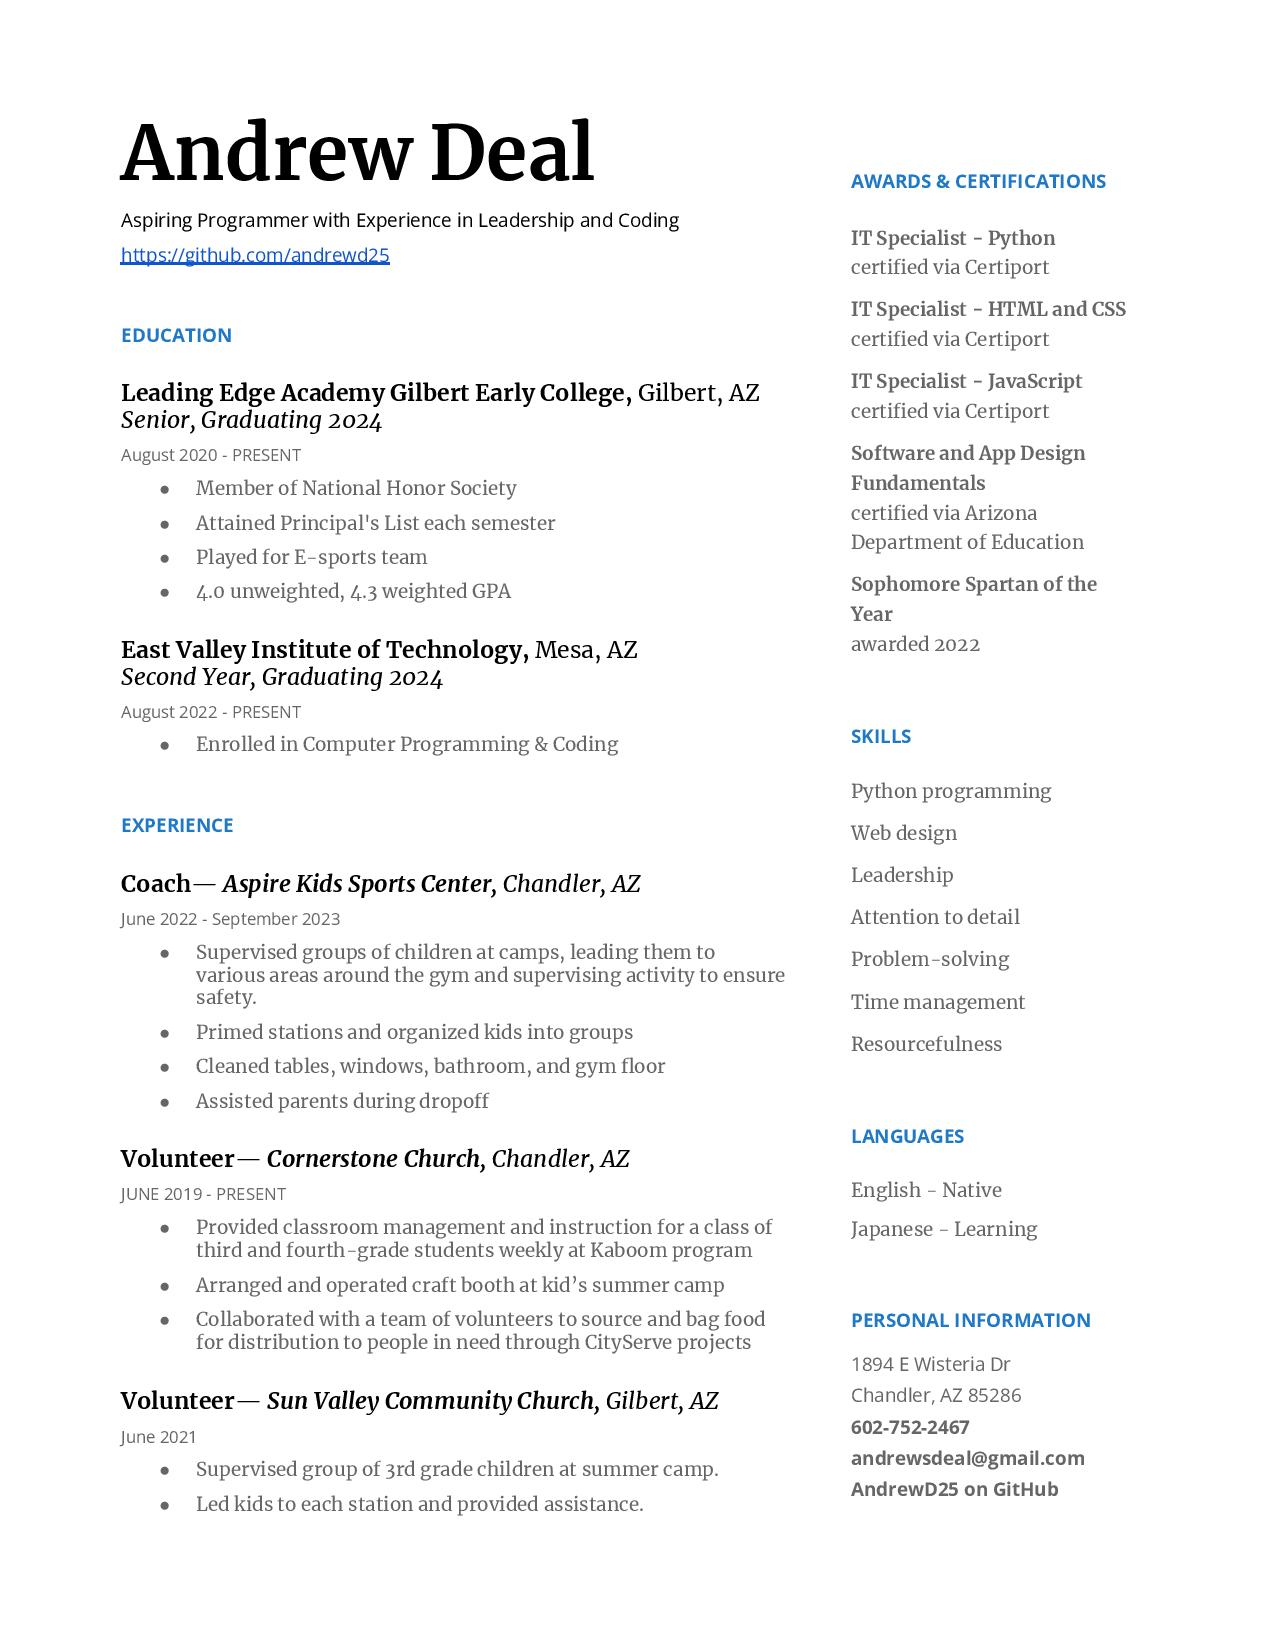 Andrew Deal
Aspiring Programmer with Experience in Leadership and Coding
https://github.com/andrewd25
EDUCATION
Leading Edge Academy Gilbert Early College, Gilbert, AZ
Senior, Graduating 2024
August 2020 - PRESENT
● Member of National Honor Society
● Attained Principal's List each semester
● Played for E-sports team
● 4.0 unweighted, 4.3 weighted GPA
East Valley Institute of Technology, Mesa, AZ
Second Year, Graduating 2024
August 2022 - PRESENT
● Enrolled in Computer Programming & Coding
EXPERIENCE
Coach— Aspire Kids Sports Center, Chandler, AZ
June 2022 - September 2023
● Supervised groups of children at camps, leading them to
various areas around the gym and supervising activity to ensure
safety.
● Primed stations and organized kids into groups
● Cleaned tables, windows, bathroom, and gym floor
● Assisted parents during dropoff
Volunteer— Cornerstone Church, Chandler, AZ
JUNE 2019 - PRESENT
● Provided classroom management and instruction for a class of
third and fourth-grade students weekly at Kaboom program
● Arranged and operated craft booth at kid’s summer camp
● Collaborated with a team of volunteers to source and bag food
for distribution to people in need through CityServe projects
Volunteer— Sun Valley Community Church, Gilbert, AZ
June 2021
● Supervised group of 3rd grade children at summer camp.
● Led kids to each station and provided assistance.
AWARDS & CERTIFICATIONS
IT Specialist - Python
certified via Certiport
IT Specialist - HTML and CSS
certified via Certiport
IT Specialist - JavaScript
certified via Certiport
Software and App Design
Fundamentals
certified via Arizona
Department of Education
Sophomore Spartan of the
Year
awarded 2022
SKILLS
Python programming
Web design
Leadership
Attention to detail
Problem-solving
Time management
Resourcefulness
LANGUAGES
English - Native
Japanese - Learning
PERSONAL INFORMATION
1894 E Wisteria Dr
Chandler, AZ 85286
602-752-2467
andrewsdeal@gmail.com
AndrewD25 on GitHub